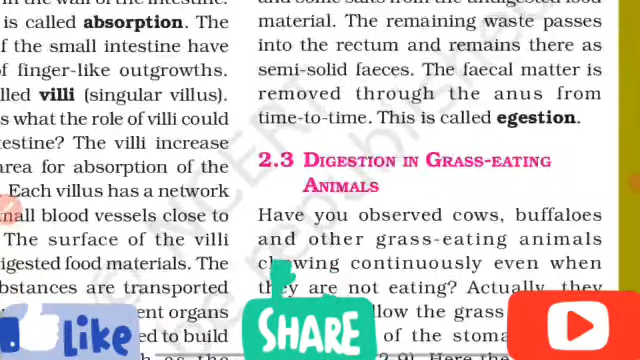 is called absorption. The
f the small intestine have
of finger-like outgrowths.
lled villi (singular villus).
s what the role of villi could
testine? The villi increase
area for absorption of the
Each villus has a network
small blood vessels close to
The surface of the villi
digested food materials. The
bstances are transported
ent organs
ed to build
material. The remaining waste passes
into the rectum and remains there as
semi-solid faeces. The faecal matter is
removed through the anus from
time-to-time. This is called egestion.
2.3 DIGESTION IN GRASS-EATING
ANIMALS
Have you observed cows, buffaloes
and other grass-eating animals
chewing continuously even when
they are not eating? Actually, they
llow the grass
of the stoma
Like
SHARE